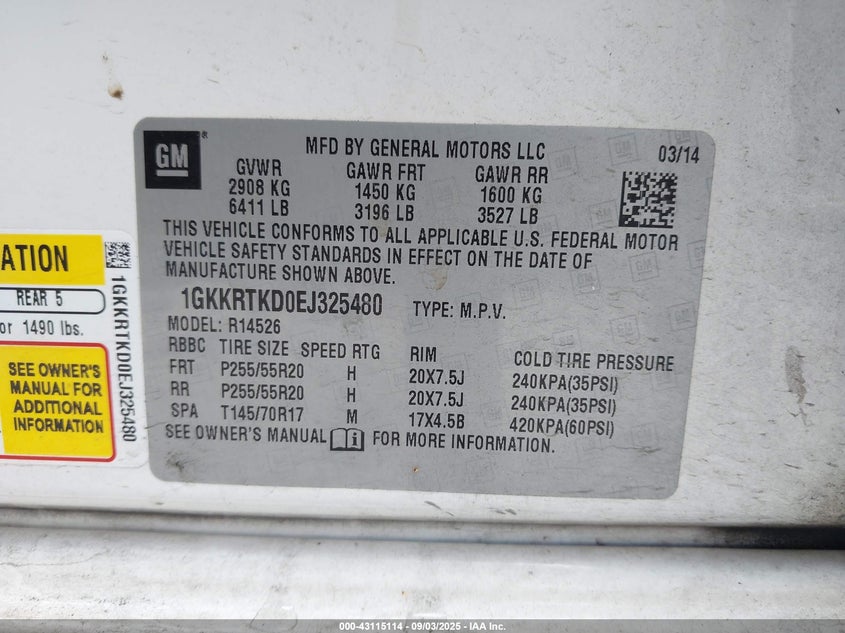 GM ®
MFD BY GENERAL MOTORS LLC
03/14
GVWR GAWR FRT GAWR RR
2908 KG 1450 KG 1600 KG
6411 LB 3196 LB 3527 LB
THIS VEHICLE CONFORMS TO ALL APPLICABLE U.S. FEDERAL MOTOR
VEHICLE SAFETY STANDARDS IN EFFECT ON THE DATE OF
MANUFACTURE SHOWN ABOVE.
1GKKRTKD0EJ325480 TYPE: M.P.V.
MODEL: R14526
RBBC TIRE SIZE SPEED RTG RIM COLD TIRE PRESSURE
FRT P255/55R20 H 20X7.5J 240KPA(35PSI)
RR P255/55R20 H 20X7.5J 240KPA(35PSI)
SPA T145/70R17 M 17X4.5B 420KPA(60PSI)
SEE OWNER'S MANUAL FOR MORE INFORMATION.
ATION
REAR 5
or 1490 lbs.
SEE OWNER'S
MANUAL FOR
ADDITIONAL
INFORMATION
1GKKRTKD0EJ325480
000-43115114 - 09/03/2025 - IAA Inc.